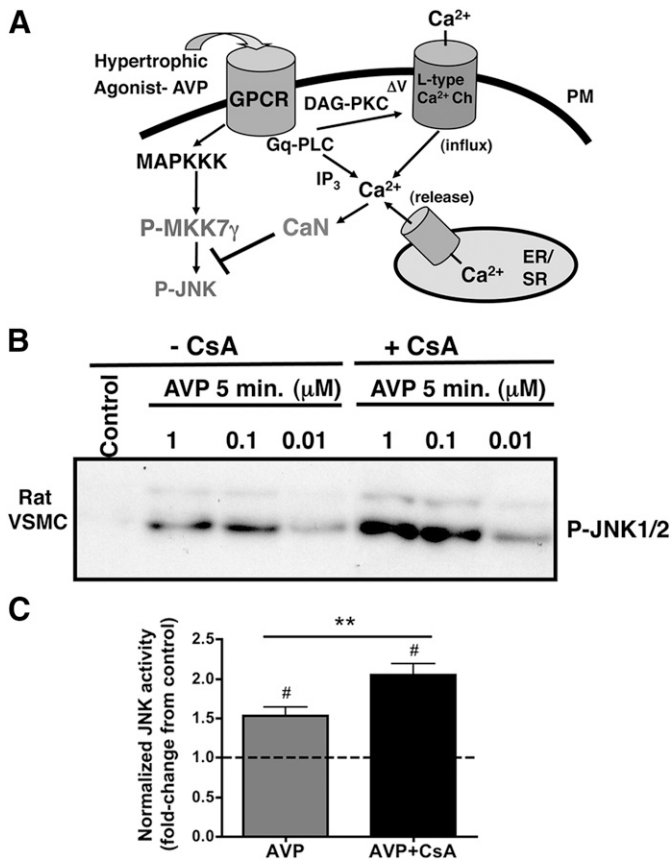 A
Ca²⁺
Hypertrophic
Agonist- AVP
GPCR
ΔV
L-type
Ca²⁺ Ch
PM
DAG-PKC
Gq-PLC
(influx)
MAPKKK
IP₃
Ca²⁺
(release)
P-MKK7γ
CaN
Ca²⁺
ER/
SR
P-JNK
B
- CsA
+ CsA
Control
AVP 5 min. (μM)
AVP 5 min. (μM)
1 0.1 0.01
1 0.1 0.01
Rat
VSMC
P-JNK1/2
C
Normalized JNK activity
(fold-change from control)
2.5
2.0
1.5
1.0
0.5
0.0
**
#
#
AVP
AVP+CsA